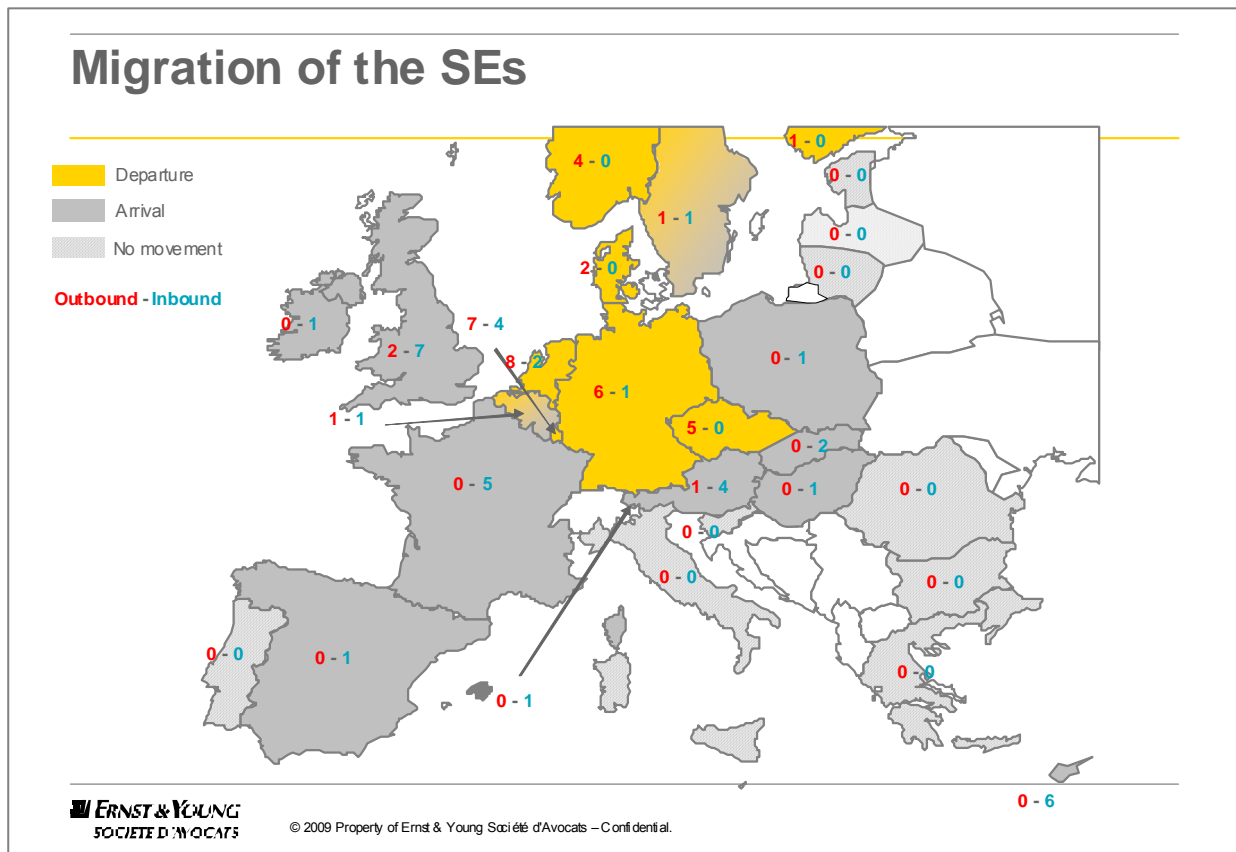 Migration of the SEs
Departure
Arrival
No movement
Outbound - Inbound
4 - 0
1 - 0
0 - 0
1 - 1
0 - 0
2 - 0
0 - 0
0 - 1
7 - 4
2 - 7
8 - 2
0 - 1
6 - 1
1 - 1
5 - 0
0 - 2
0 - 5
1 - 4
0 - 1
0 - 0
0 - 0
0 - 0
0 - 0
0 - 0
0 - 1
0 - 0
0 - 1
0 - 6
ERNST & YOUNG
SOCIÉTÉ D'AVOCATS
© 2009 Property of Ernst & Young Société d'Avocats – Confidential.